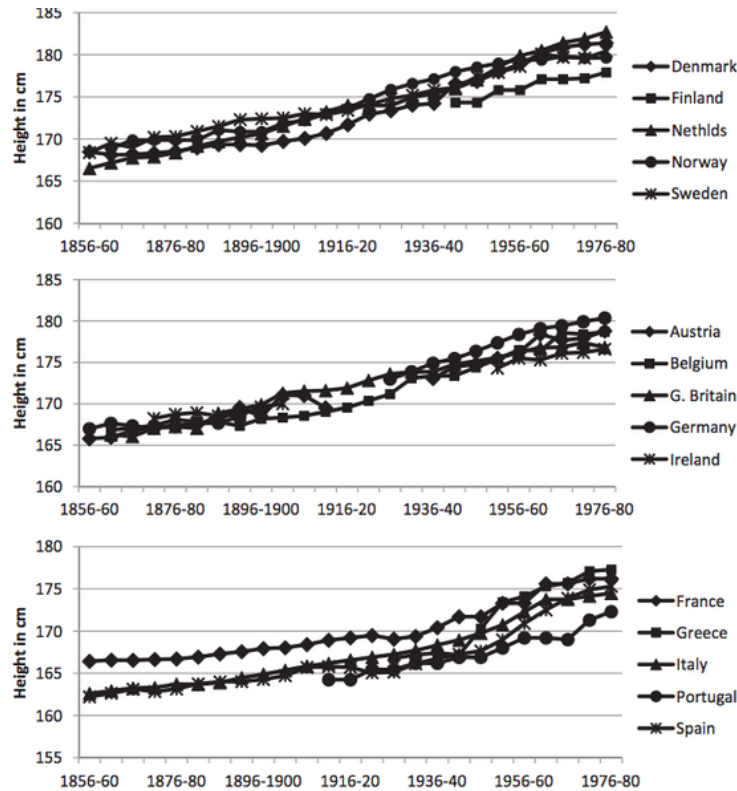 Height in cm
185
180
175
170
165
160
1856-60 1876-80 1896-1900 1916-20 1936-40 1956-60 1976-80
Denmark
Finland
Nethlds
Norway
Sweden
Height in cm
185
180
175
170
165
160
1856-60 1876-80 1896-1900 1916-20 1936-40 1956-60 1976-80
Austria
Belgium
G. Britain
Germany
Ireland
Height in cm
180
175
170
165
160
155
1856-60 1876-80 1896-1900 1916-20 1936-40 1956-60 1976-80
France
Greece
Italy
Portugal
Spain